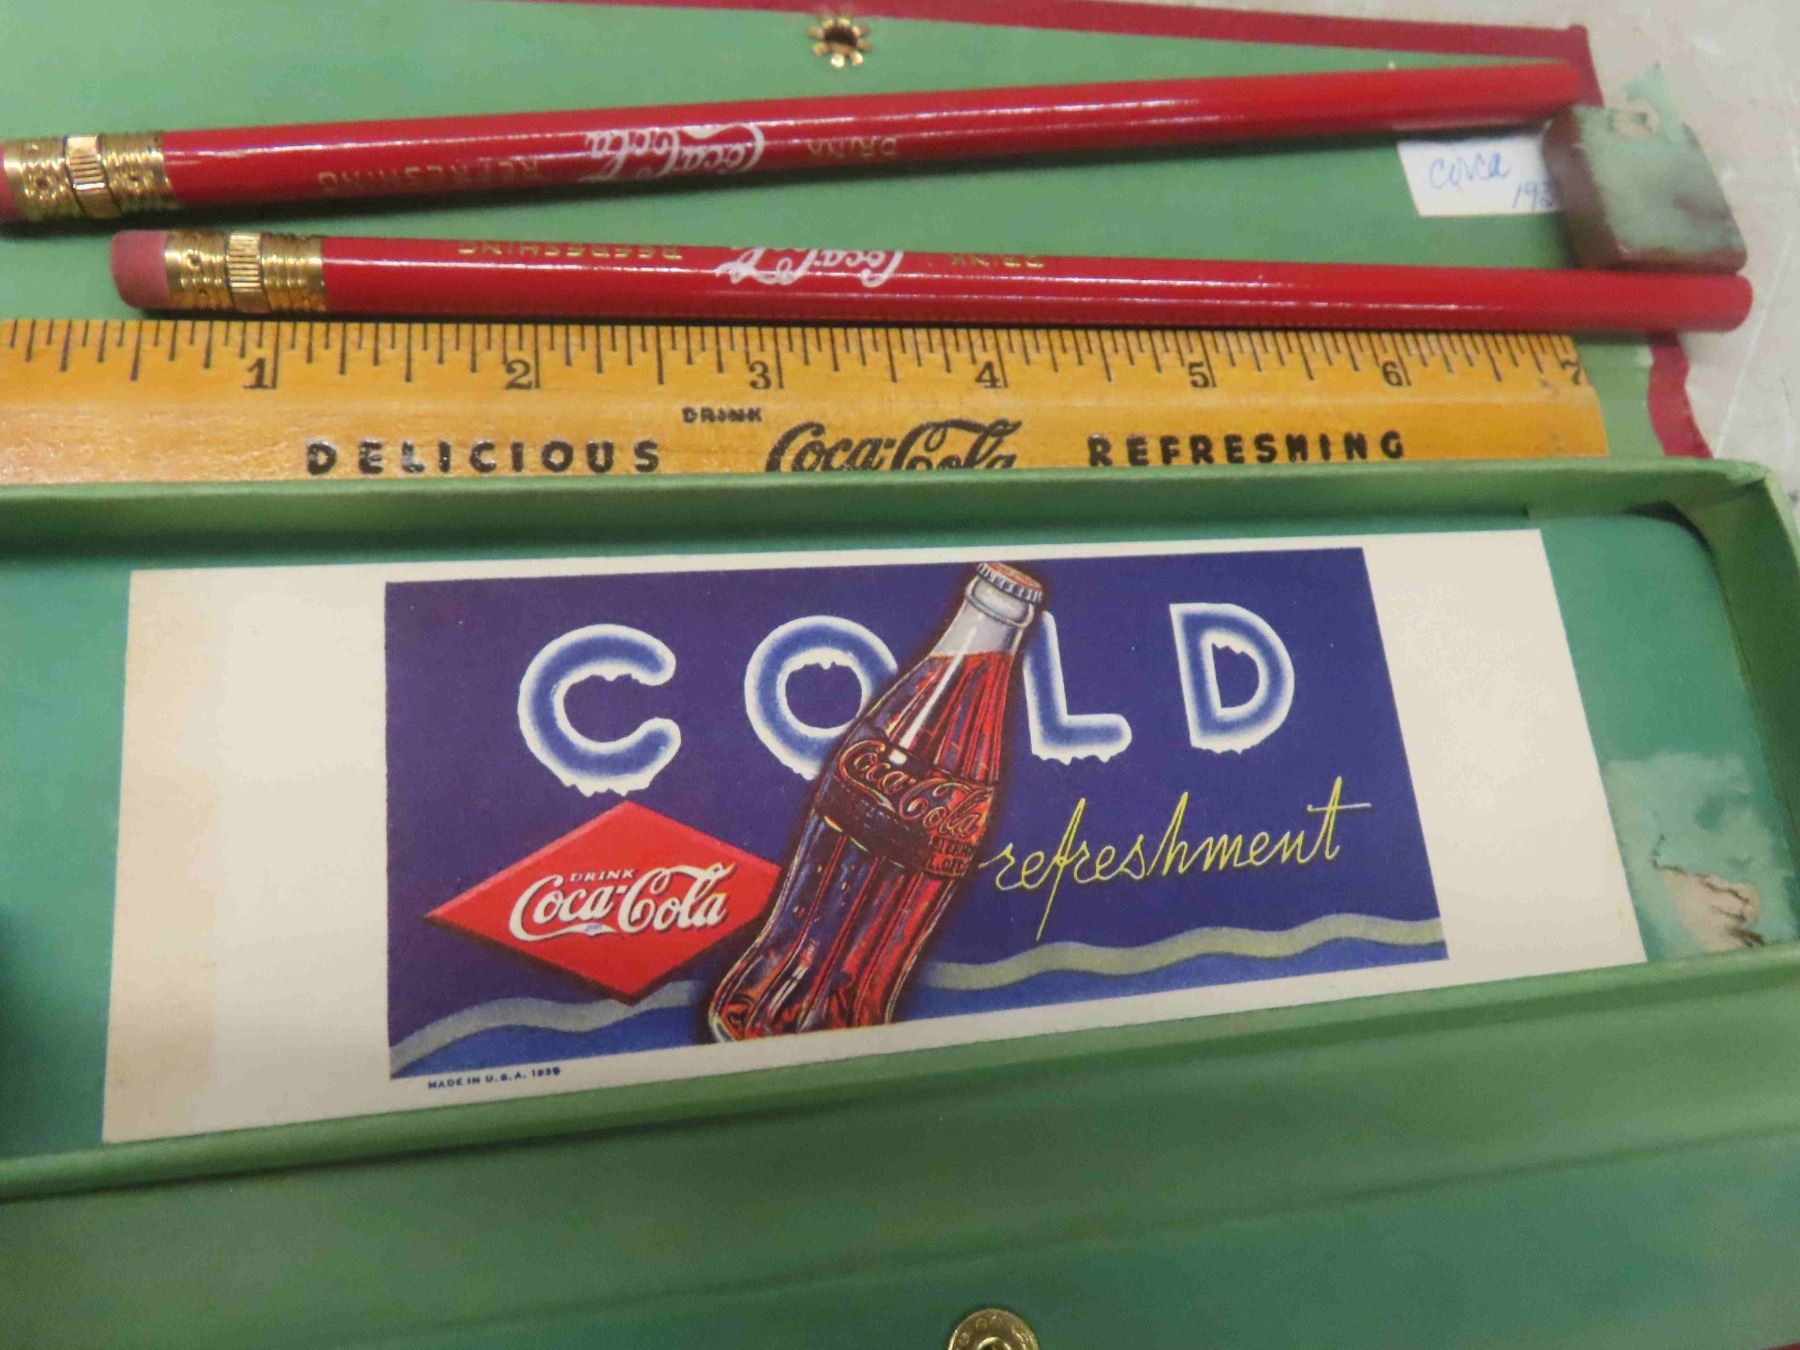 DRINK Coca-Cola REFRESHING
circa
DRINK Coca-Cola REFRESHING
1 2 3 4 5 6 7
DRINK
DELICIOUS Coca-Cola REFRESHING
COLD
refreshment
DRINK
Coca-Cola
Coca-Cola
MADE IN U.S.A. 1939